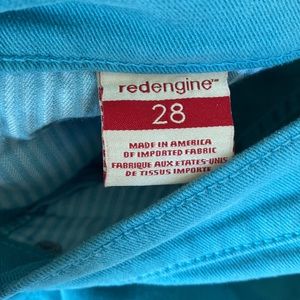 redengine™
28
MADE IN AMERICA
OF IMPORTED FABRIC
FABRIQUE AUX ETATS-UNIS
DE TISSUS IMPORTE